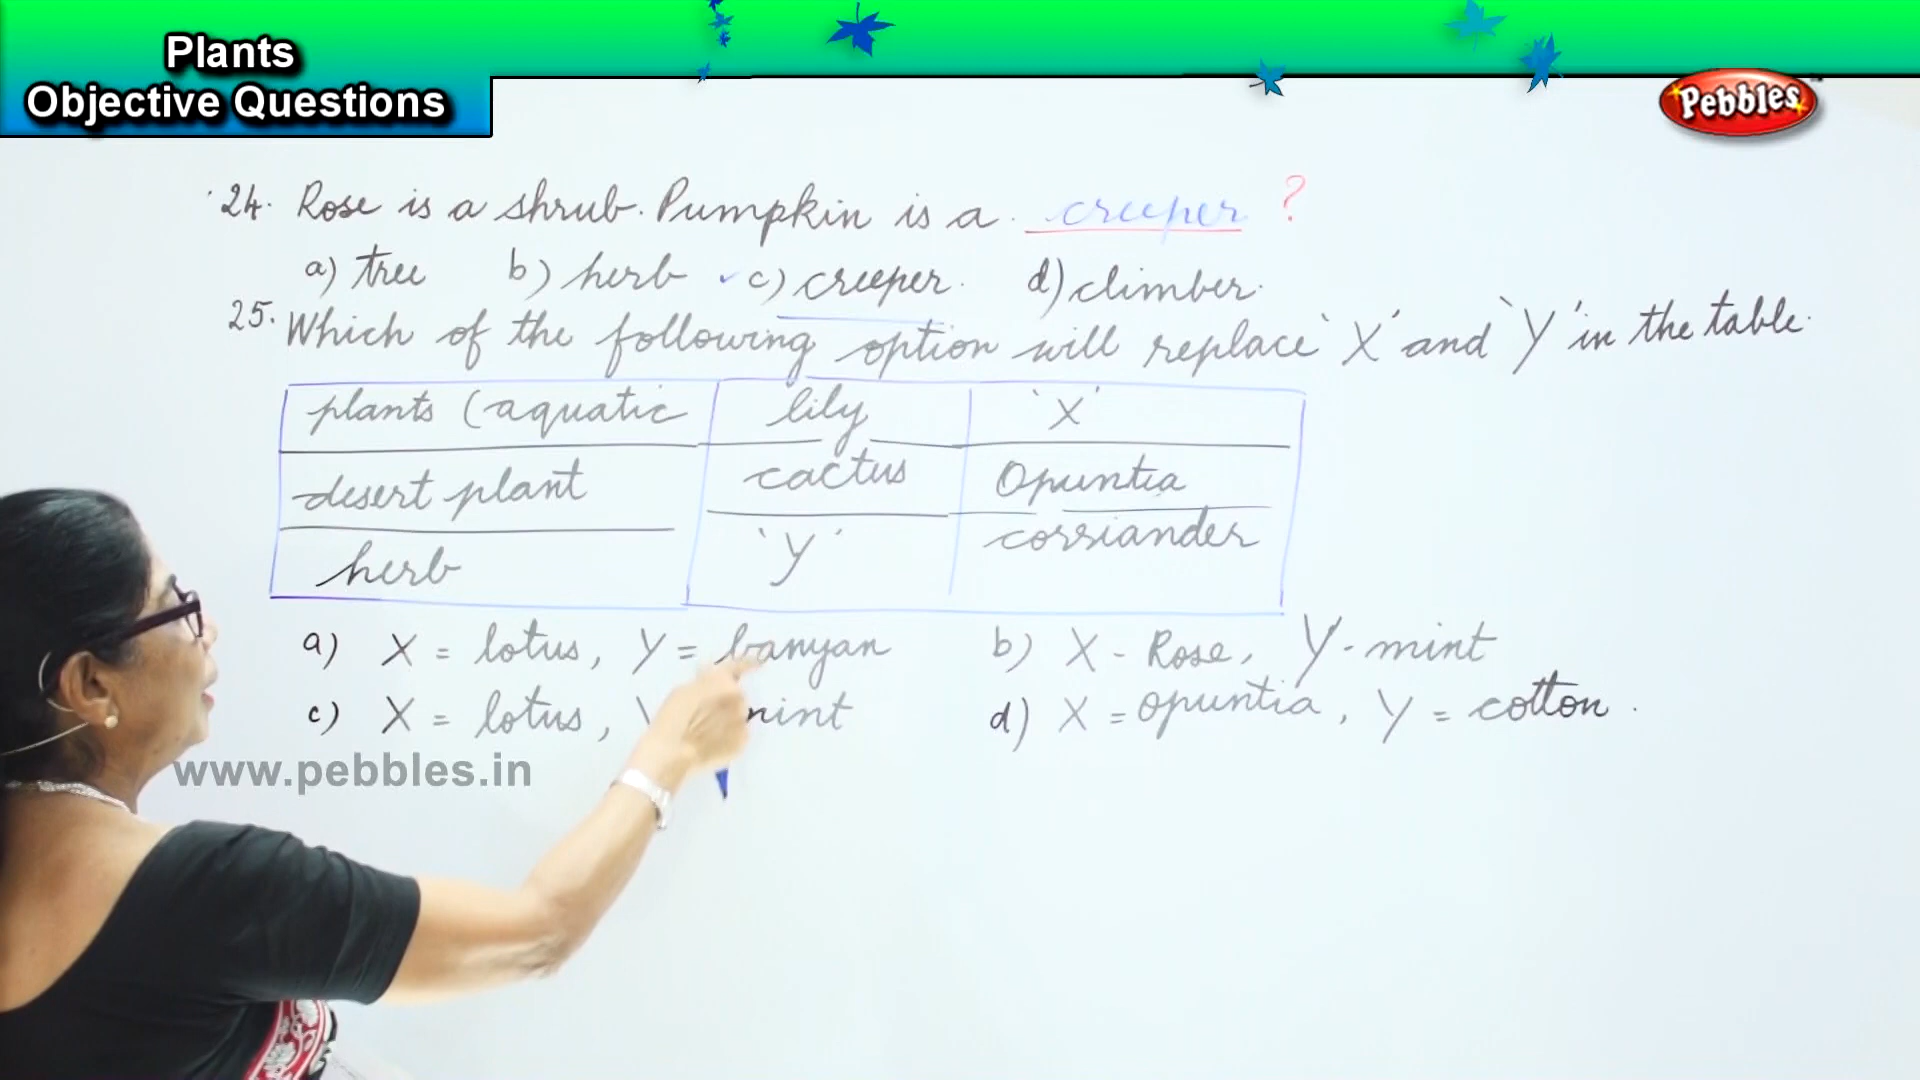 Plants
Objective Questions
Pebbles
24. Rose is a shrub. Pumpkin is a creeper ?
a) tree b) herb c) creeper. d) climber.
25. Which of the following option will replace 'X' and 'Y' in the table.
plants (aquatic lily 'X'
desert plant cactus Opuntia
herb 'Y' corriander
a) X = lotus, Y = banyan b) X - Rose, Y - mint
c) X = lotus, Y mint d) X = opuntia, Y = cotton.
www.pebbles.in